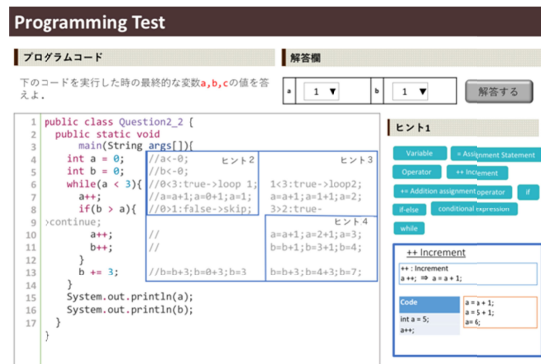 Programming Test
プログラムコード
下のコードを実行した時の最終的な変数a,b,cの値を答
えよ.
解答欄
a 1 ▼ b 1 ▼ 解答する
1 public class Question2_2 {
2 public static void
3 main(String args[]){
4 int a = 0; //a<-0; ヒント2 ヒント3
5 int b = 0; //b<-0;
6 while(a < 3){ //0<3:true->loop 1; 1<3:true->loop2;
7 a++; //a=a+1;a=0+1;a=1; a=a+1;a=1+1;a=2;
8 if(b > a){ //0>1:false->skip; 3>2:true-
9 >continue; ヒント4
10 a++; // a=a+1;a=2+1;a=3;
11 b++; // b=b+1;b=3+1;b=4;
12 }
13 b += 3; //b=b+3;b=0+3;b=3 b=b+3;b=4+3;b=7;
14 }
15 System.out.println(a);
16 System.out.println(b);
17 }
}
ヒント1
Variable = Assignment Statement
Operator ++ Increment
+= Addition assignment operator if
if-else conditional expression
while
++ Increment
++ : Increment
a ++; ⇒ a = a + 1;
Code
int a = 5;
a++;
a = a + 1;
a = 5 + 1;
a= 6;